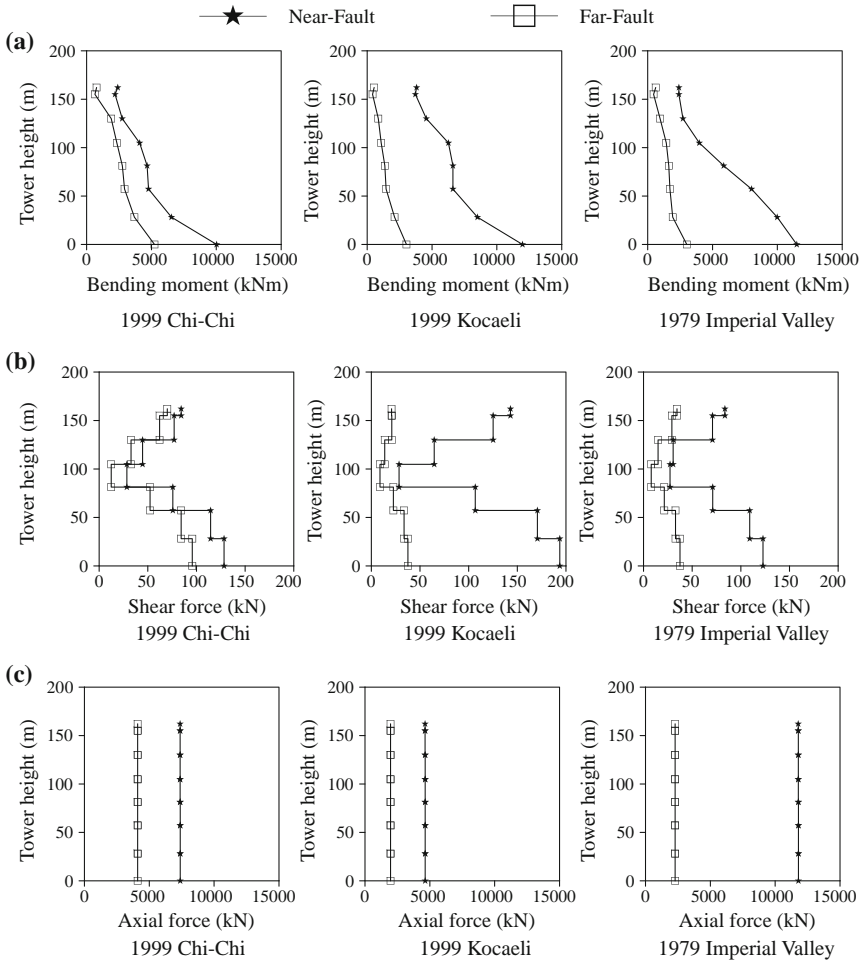 Near-Fault Far-Fault
(a)
200
150
100
50
0
Tower height (m)
0 5000 10000 15000
Bending moment (kNm)
1999 Chi-Chi
200
150
100
50
0
Tower height (m)
0 5000 10000 15000
Bending moment (kNm)
1999 Kocaeli
200
150
100
50
0
Tower height (m)
0 5000 10000 15000
Bending moment (kNm)
1979 Imperial Valley
(b)
200
150
100
50
0
Tower height (m)
0 50 100 150 200
Shear force (kN)
1999 Chi-Chi
200
150
100
50
0
Tower height (m)
0 50 100 150 200
Shear force (kN)
1999 Kocaeli
200
150
100
50
0
Tower height (m)
0 50 100 150 200
Shear force (kN)
1979 Imperial Valley
(c)
200
150
100
50
0
Tower height (m)
0 5000 10000 15000
Axial force (kN)
1999 Chi-Chi
200
150
100
50
0
Tower height (m)
0 5000 10000 15000
Axial force (kN)
1999 Kocaeli
200
150
100
50
0
Tower height (m)
0 5000 10000 15000
Axial force (kN)
1979 Imperial Valley